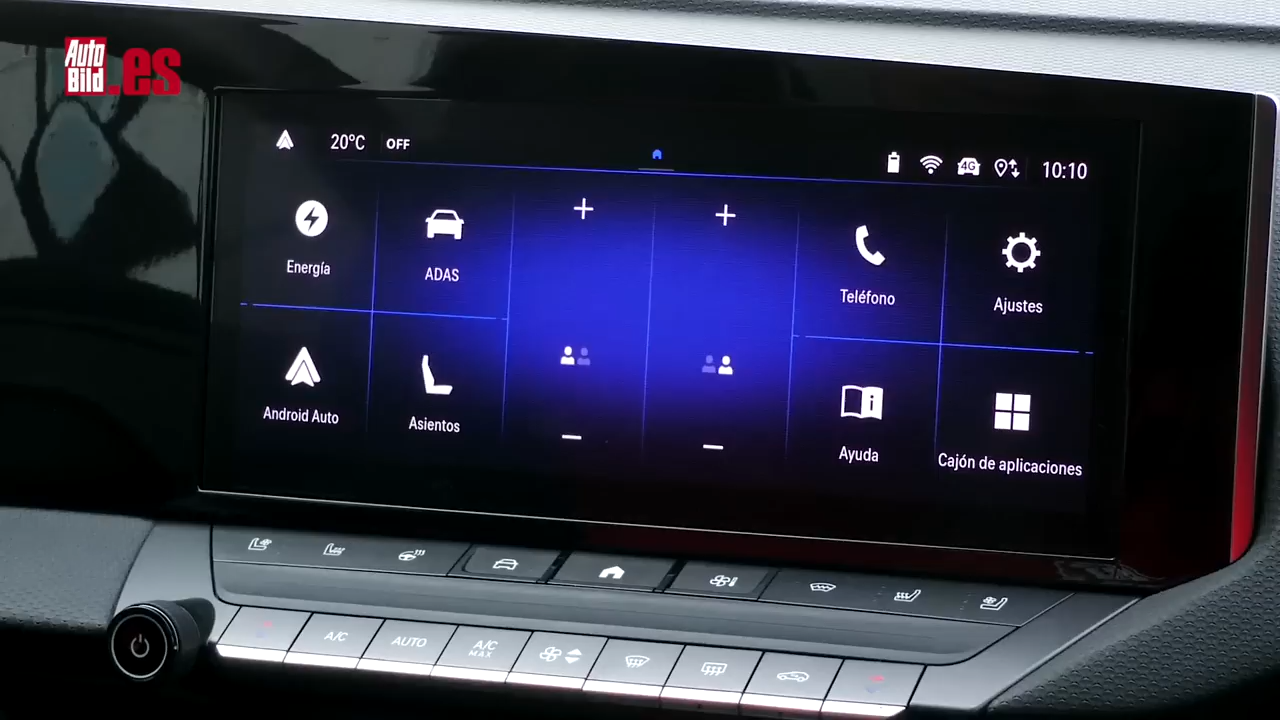 Auto
Bild.es
20°C OFF
4G 10:10
Energía
ADAS
Teléfono
Ajustes
Android Auto
Asientos
Ayuda
Cajón de aplicaciones
A/C
AUTO
A/C
MAX